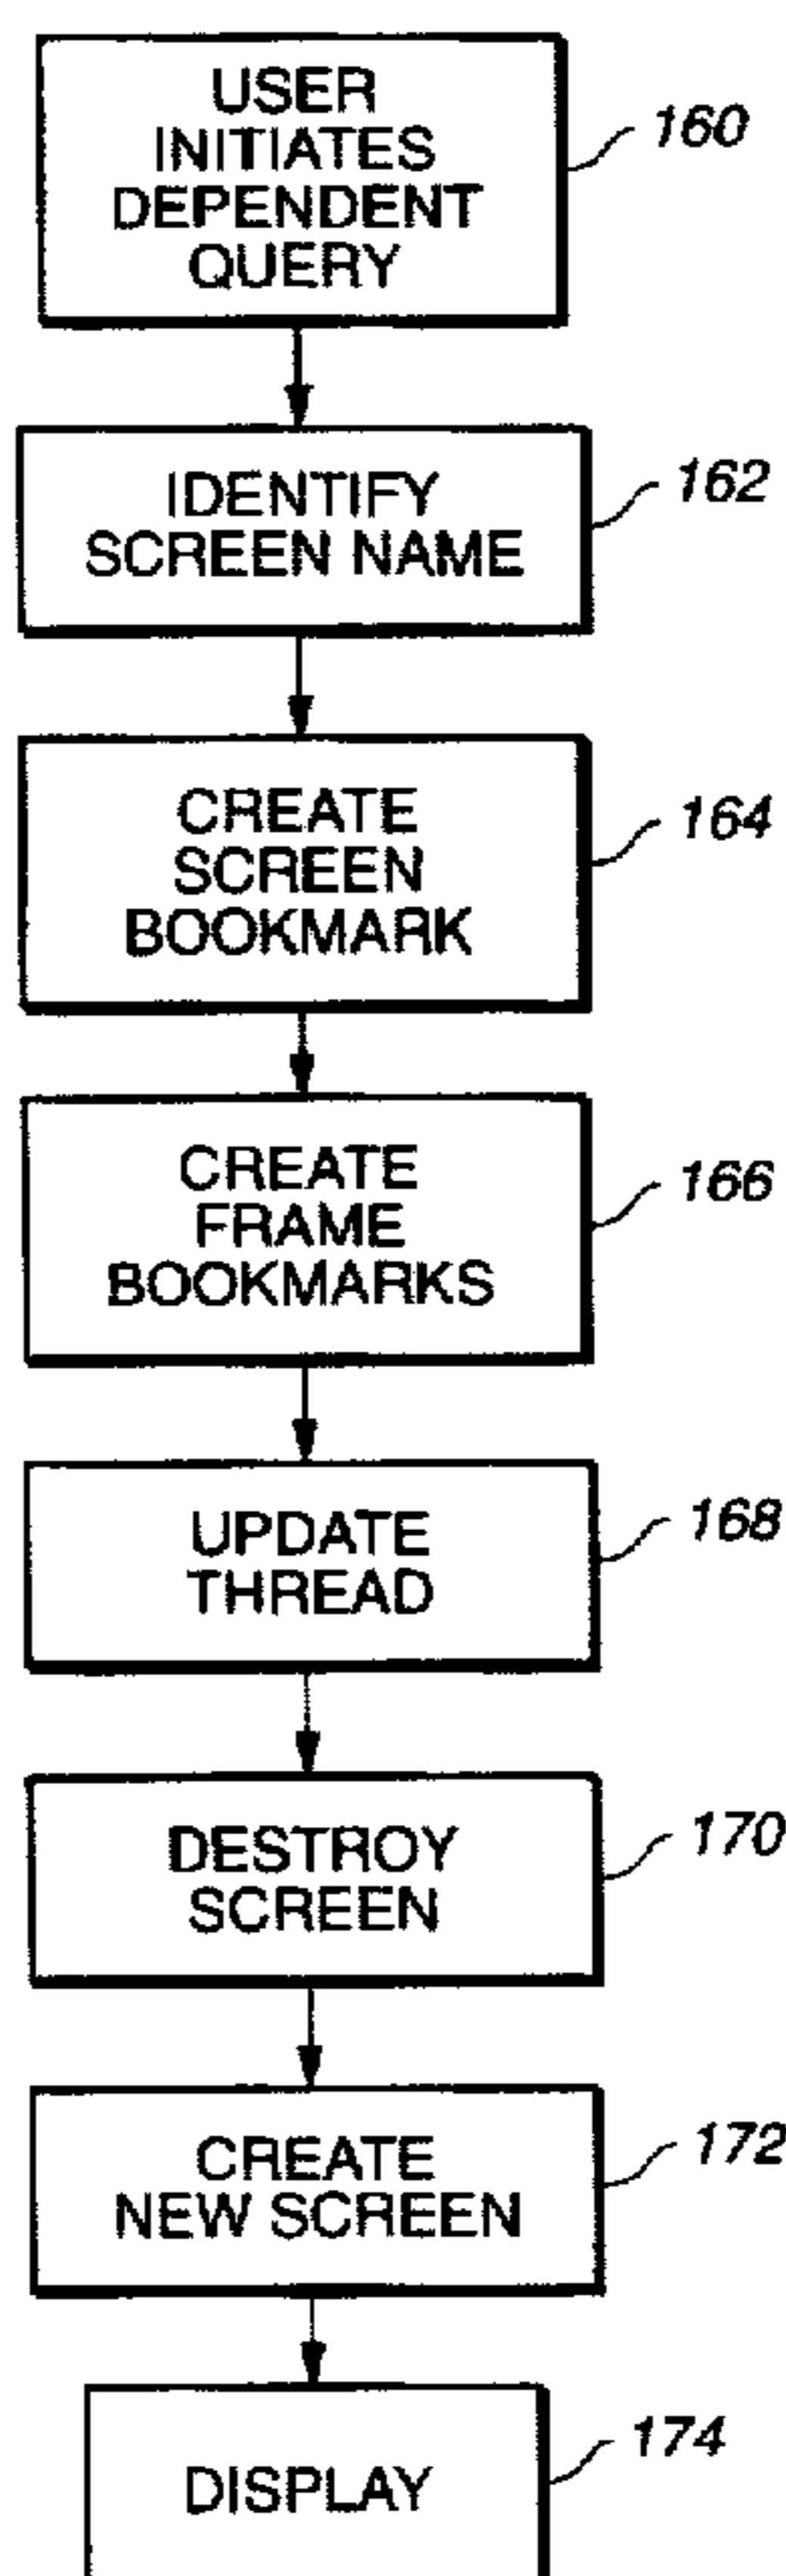 USER
INITIATES
DEPENDENT
QUERY
160
IDENTIFY
SCREEN NAME
162
CREATE
SCREEN
BOOKMARK
164
CREATE
FRAME
BOOKMARKS
166
UPDATE
THREAD
168
DESTROY
SCREEN
170
CREATE
NEW SCREEN
172
DISPLAY
174